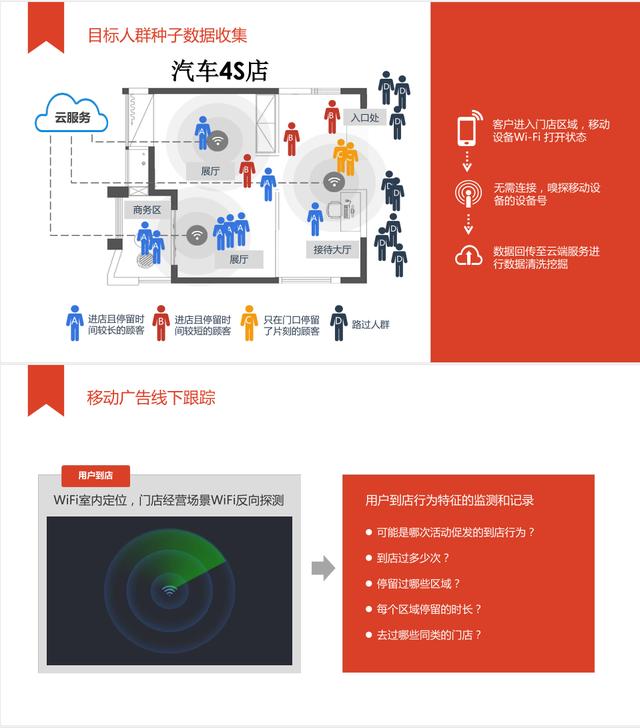 目标人群种子数据收集
汽车4S店
云服务
入口处
展厅
商务区
展厅
接待大厅
A
B
B
B
C
C
A
A
A
A
A
A
A
D
D
D
D
D
D
D
D
D
A 进店且停留时
间较长的顾客
B 进店且停留时
间较短的顾客
C 只在门口停留
了片刻的顾客
D 路过人群
客户进入门店区域，移动
设备Wi-Fi 打开状态
无需连接，嗅探移动设
备的设备号
数据回传至云端服务进
行数据清洗挖掘
移动广告线下跟踪
用户到店
WiFi室内定位，门店经营场景WiFi反向探测
用户到店行为特征的监测和记录
● 可能是哪次活动促发的到店行为？
● 到店过多少次？
● 停留过哪些区域？
● 每个区域停留的时长？
● 去过哪些同类的门店？